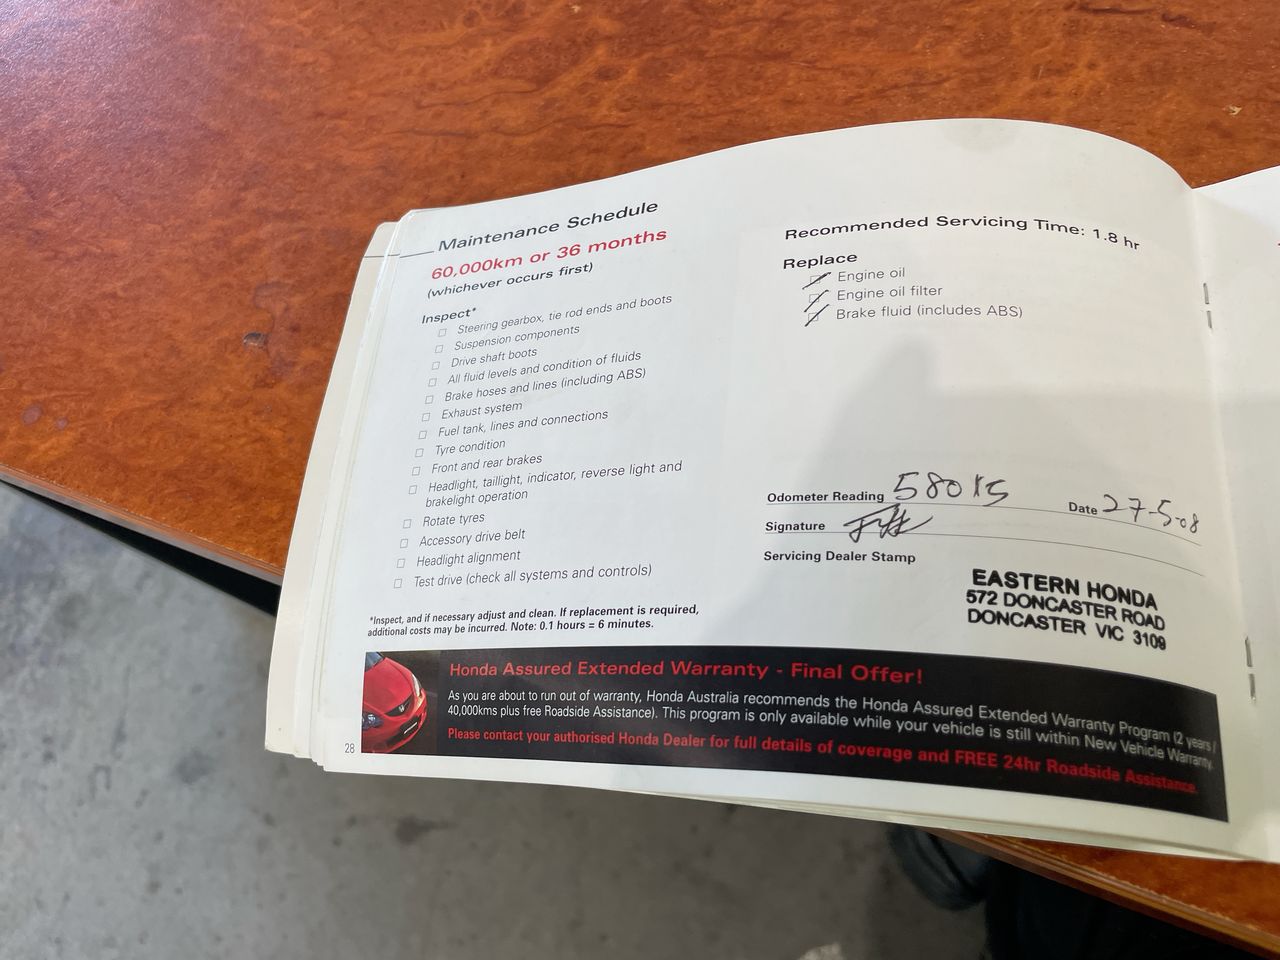 Maintenance Schedule
60,000km or 36 months
(whichever occurs first)
Inspect*
Steering gearbox, tie rod ends and boots
Suspension components
Drive shaft boots
All fluid levels and condition of fluids
Brake hoses and lines (including ABS)
Exhaust system
Fuel tank, lines and connections
Tyre condition
Front and rear brakes
Headlight, taillight, indicator, reverse light and
brakelight operation
Rotate tyres
Accessory drive belt
Headlight alignment
Test drive (check all systems and controls)
*Inspect, and if necessary adjust and clean. If replacement is required,
additional costs may be incurred. Note: 0.1 hours = 6 minutes.
Recommended Servicing Time: 1.8 hr
Replace
Engine oil
Engine oil filter
Brake fluid (includes ABS)
Odometer Reading 58015 Date 27-5-08
Signature
Servicing Dealer Stamp
EASTERN HONDA
572 DONCASTER ROAD
DONCASTER VIC 3109
Honda Assured Extended Warranty - Final Offer!
As you are about to run out of warranty, Honda Australia recommends the Honda Assured Extended Warranty Program (2 years/
40,000kms plus free Roadside Assistance). This program is only available while your vehicle is still within New Vehicle Warranty.
Please contact your authorised Honda Dealer for full details of coverage and FREE 24hr Roadside Assistance.
28